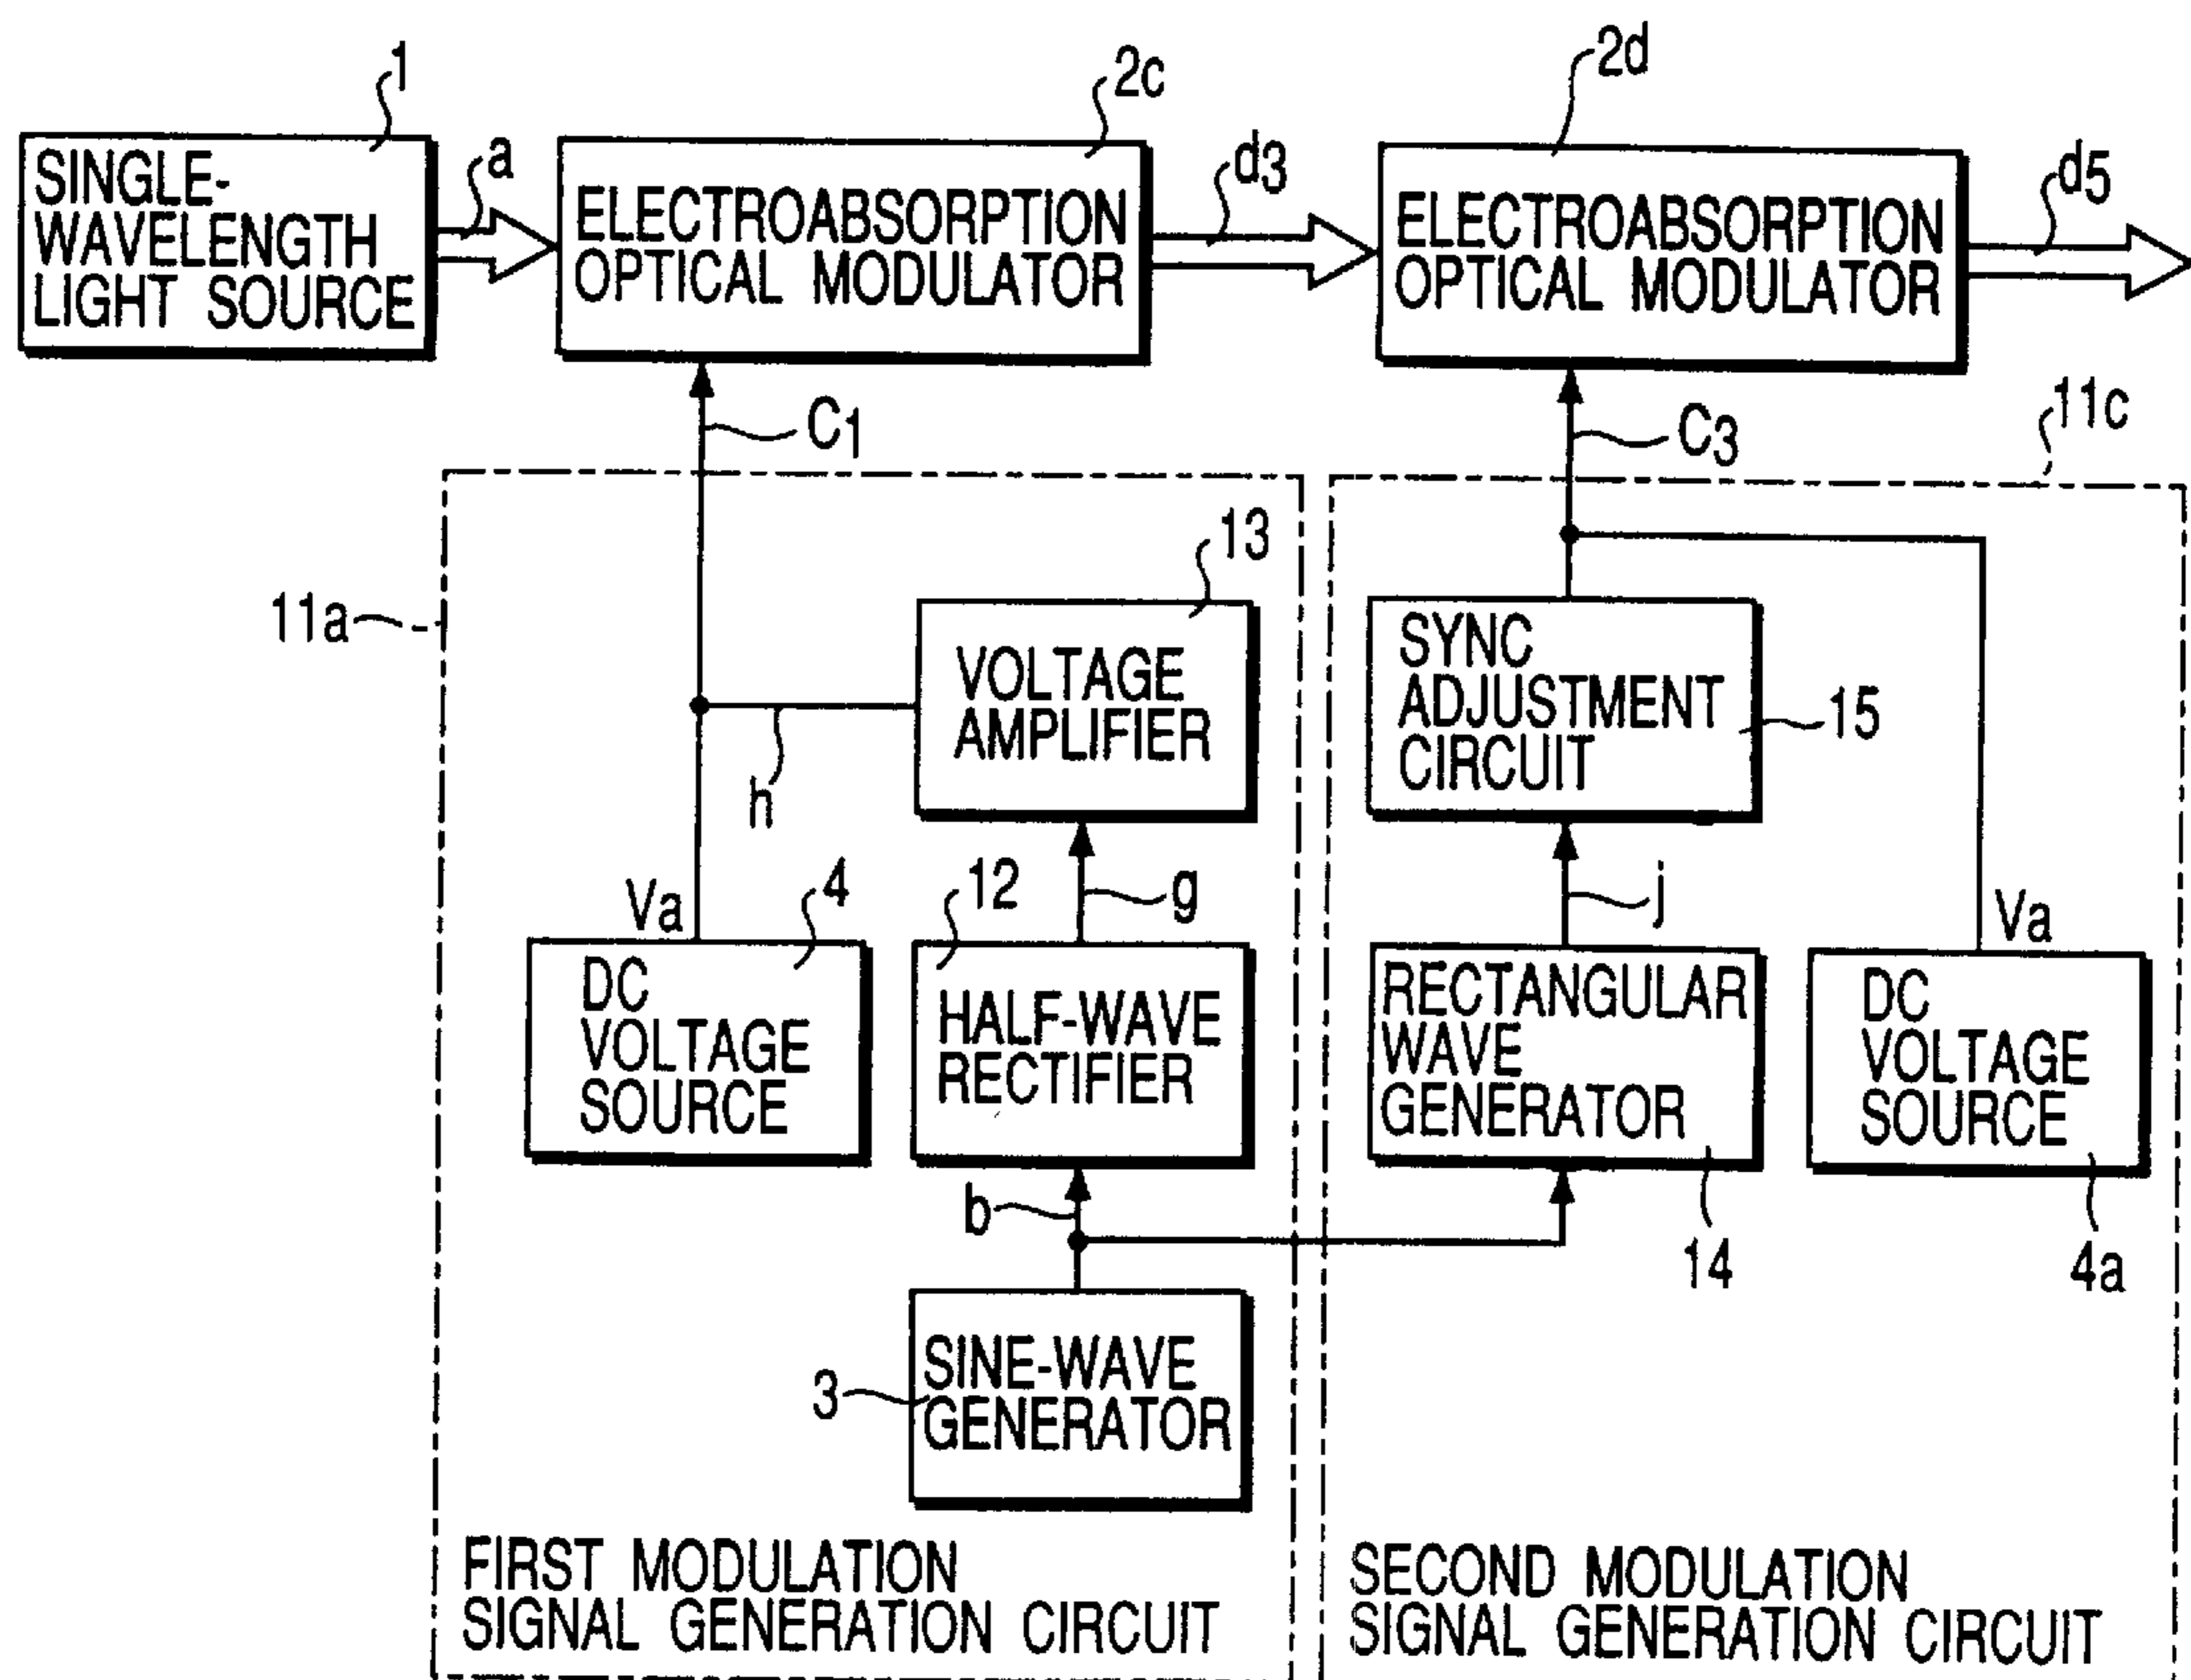 1
SINGLE-
WAVELENGTH
LIGHT SOURCE
a
2c
ELECTROABSORPTION
OPTICAL MODULATOR
d3
2d
ELECTROABSORPTION
OPTICAL MODULATOR
d5
C1
C3
11c
11a
13
VOLTAGE
AMPLIFIER
h
SYNC
ADJUSTMENT
CIRCUIT
15
Va
4
DC
VOLTAGE
SOURCE
12
g
HALF-WAVE
RECTIFIER
j
RECTANGULAR
WAVE
GENERATOR
14
Va
DC
VOLTAGE
SOURCE
4a
b
3
SINE-WAVE
GENERATOR
FIRST MODULATION
SIGNAL GENERATION CIRCUIT
SECOND MODULATION
SIGNAL GENERATION CIRCUIT